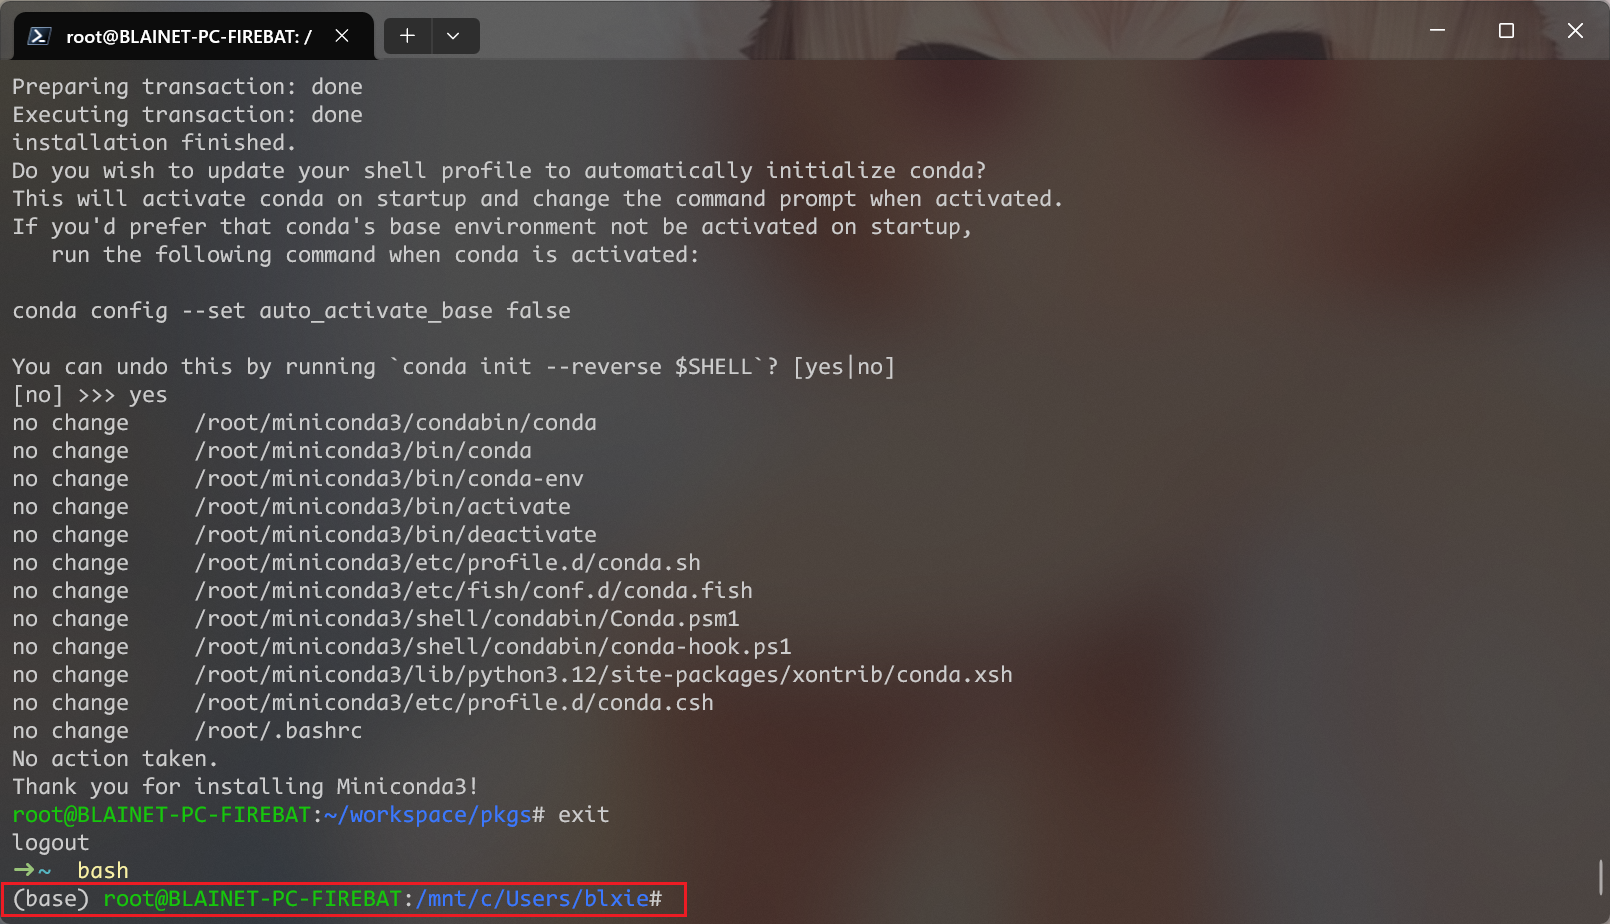 root@BLAINET-PC-FIREBAT: /
Preparing transaction: done
Executing transaction: done
installation finished.
Do you wish to update your shell profile to automatically initialize conda?
This will activate conda on startup and change the command prompt when activated.
If you'd prefer that conda's base environment not be activated on startup,
   run the following command when conda is activated:

conda config --set auto_activate_base false

You can undo this by running `conda init --reverse $SHELL`? [yes|no]
[no] >>> yes
no change     /root/miniconda3/condabin/conda
no change     /root/miniconda3/bin/conda
no change     /root/miniconda3/bin/conda-env
no change     /root/miniconda3/bin/activate
no change     /root/miniconda3/bin/deactivate
no change     /root/miniconda3/etc/profile.d/conda.sh
no change     /root/miniconda3/etc/fish/conf.d/conda.fish
no change     /root/miniconda3/shell/condabin/Conda.psm1
no change     /root/miniconda3/shell/condabin/conda-hook.ps1
no change     /root/miniconda3/lib/python3.12/site-packages/xontrib/conda.xsh
no change     /root/miniconda3/etc/profile.d/conda.csh
no change     /root/.bashrc
No action taken.
Thank you for installing Miniconda3!
root@BLAINET-PC-FIREBAT:~/workspace/pkgs# exit
logout
→~  bash
(base) root@BLAINET-PC-FIREBAT:/mnt/c/Users/blxie#